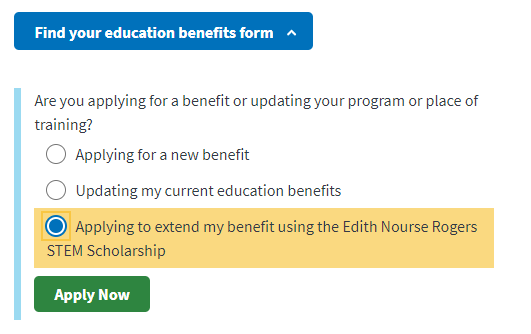 Find your education benefits form
Are you applying for a benefit or updating your program or place of
training?
Applying for a new benefit
Updating my current education benefits
Applying to extend my benefit using the Edith Nourse Rogers
STEM Scholarship
Apply Now